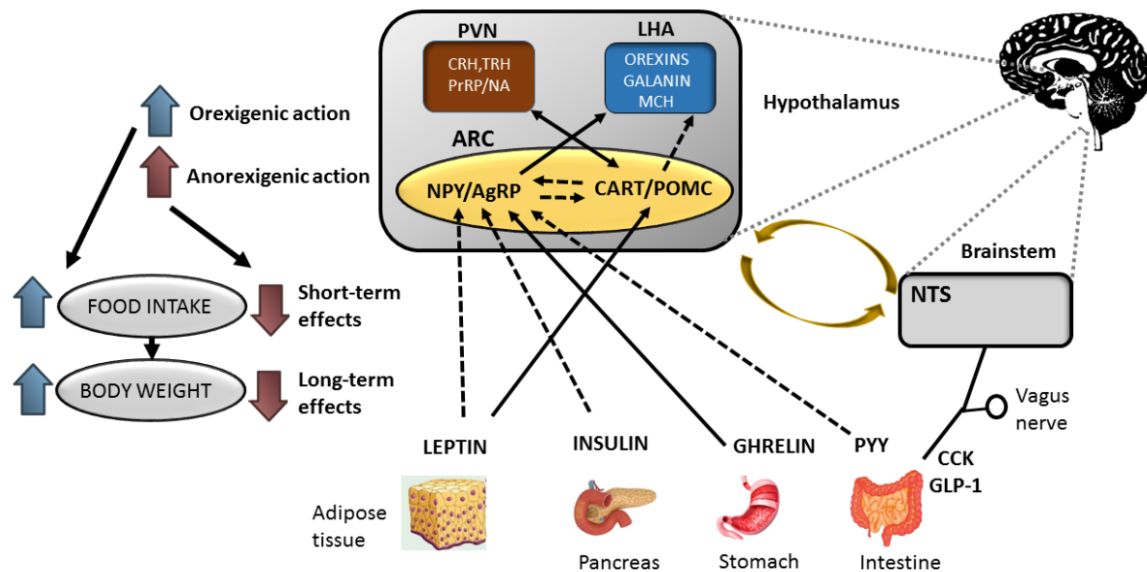 PVN
CRH,TRH
PrRP/NA
LHA
OREXINS
GALANIN
MCH
Hypothalamus
ARC
NPY/AgRP
CART/POMC
Orexigenic action
Anorexigenic action
FOOD INTAKE
Short-term
effects
BODY WEIGHT
Long-term
effects
Brainstem
NTS
Vagus
nerve
LEPTIN
INSULIN
GHRELIN
PYY
CCK
GLP-1
Adipose
tissue
Pancreas
Stomach
Intestine